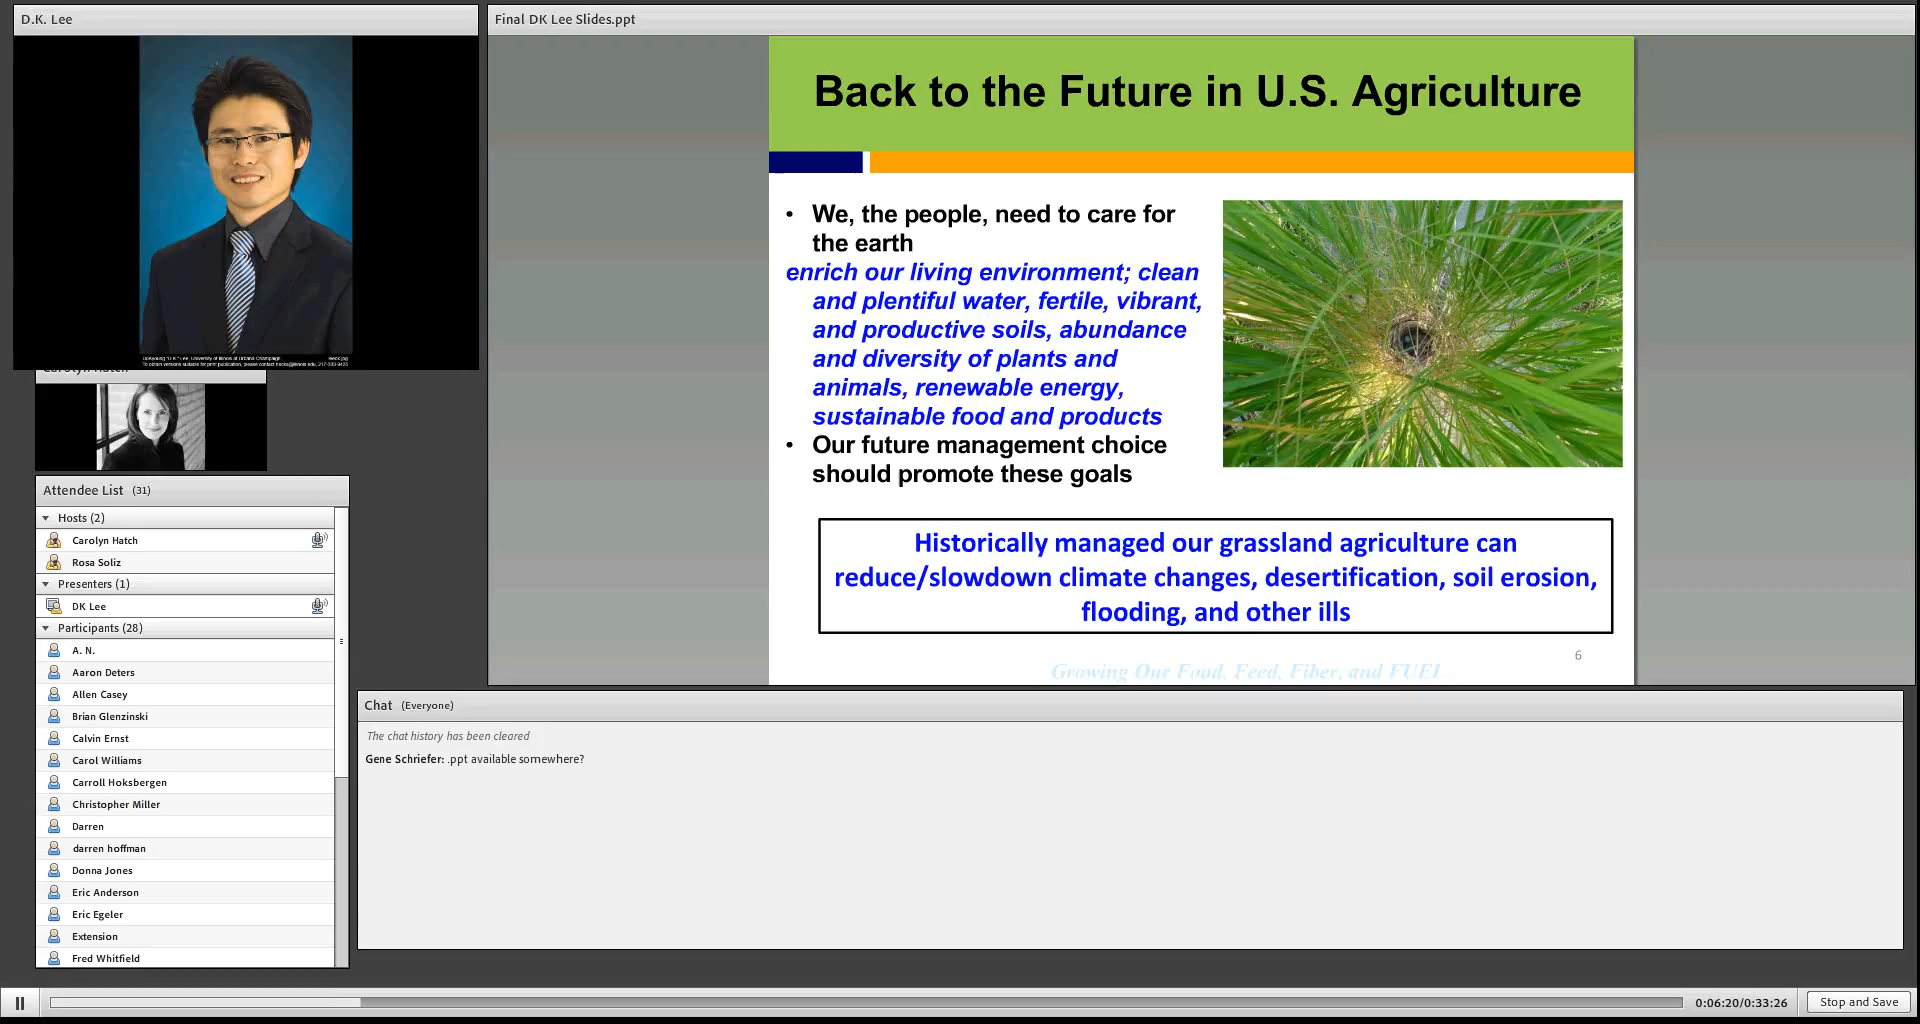 D.K. Lee
Final DK Lee Slides.ppt
Back to the Future in U.S. Agriculture
• We, the people, need to care for
the earth
enrich our living environment; clean
and plentiful water, fertile, vibrant,
and productive soils, abundance
and diversity of plants and
animals, renewable energy,
sustainable food and products
• Our future management choice
should promote these goals
Historically managed our grassland agriculture can
reduce/slowdown climate changes, desertification, soil erosion,
flooding, and other ills
6
Growing Our Food, Feed, Fiber, and FUEL
Carolyn Hatch
Attendee List (31)
Hosts (2)
Carolyn Hatch
Rosa Soliz
Presenters (1)
DK Lee
Participants (28)
A. N.
Aaron Deters
Allen Casey
Brian Glenzinski
Calvin Ernst
Carol Williams
Carroll Hoksbergen
Christopher Miller
Darren
darren hoffman
Donna Jones
Eric Anderson
Eric Egeler
Extension
Fred Whitfield
Chat (Everyone)
The chat history has been cleared
Gene Schriefer: .ppt available somewhere?
0:06:20/0:33:26
Stop and Save